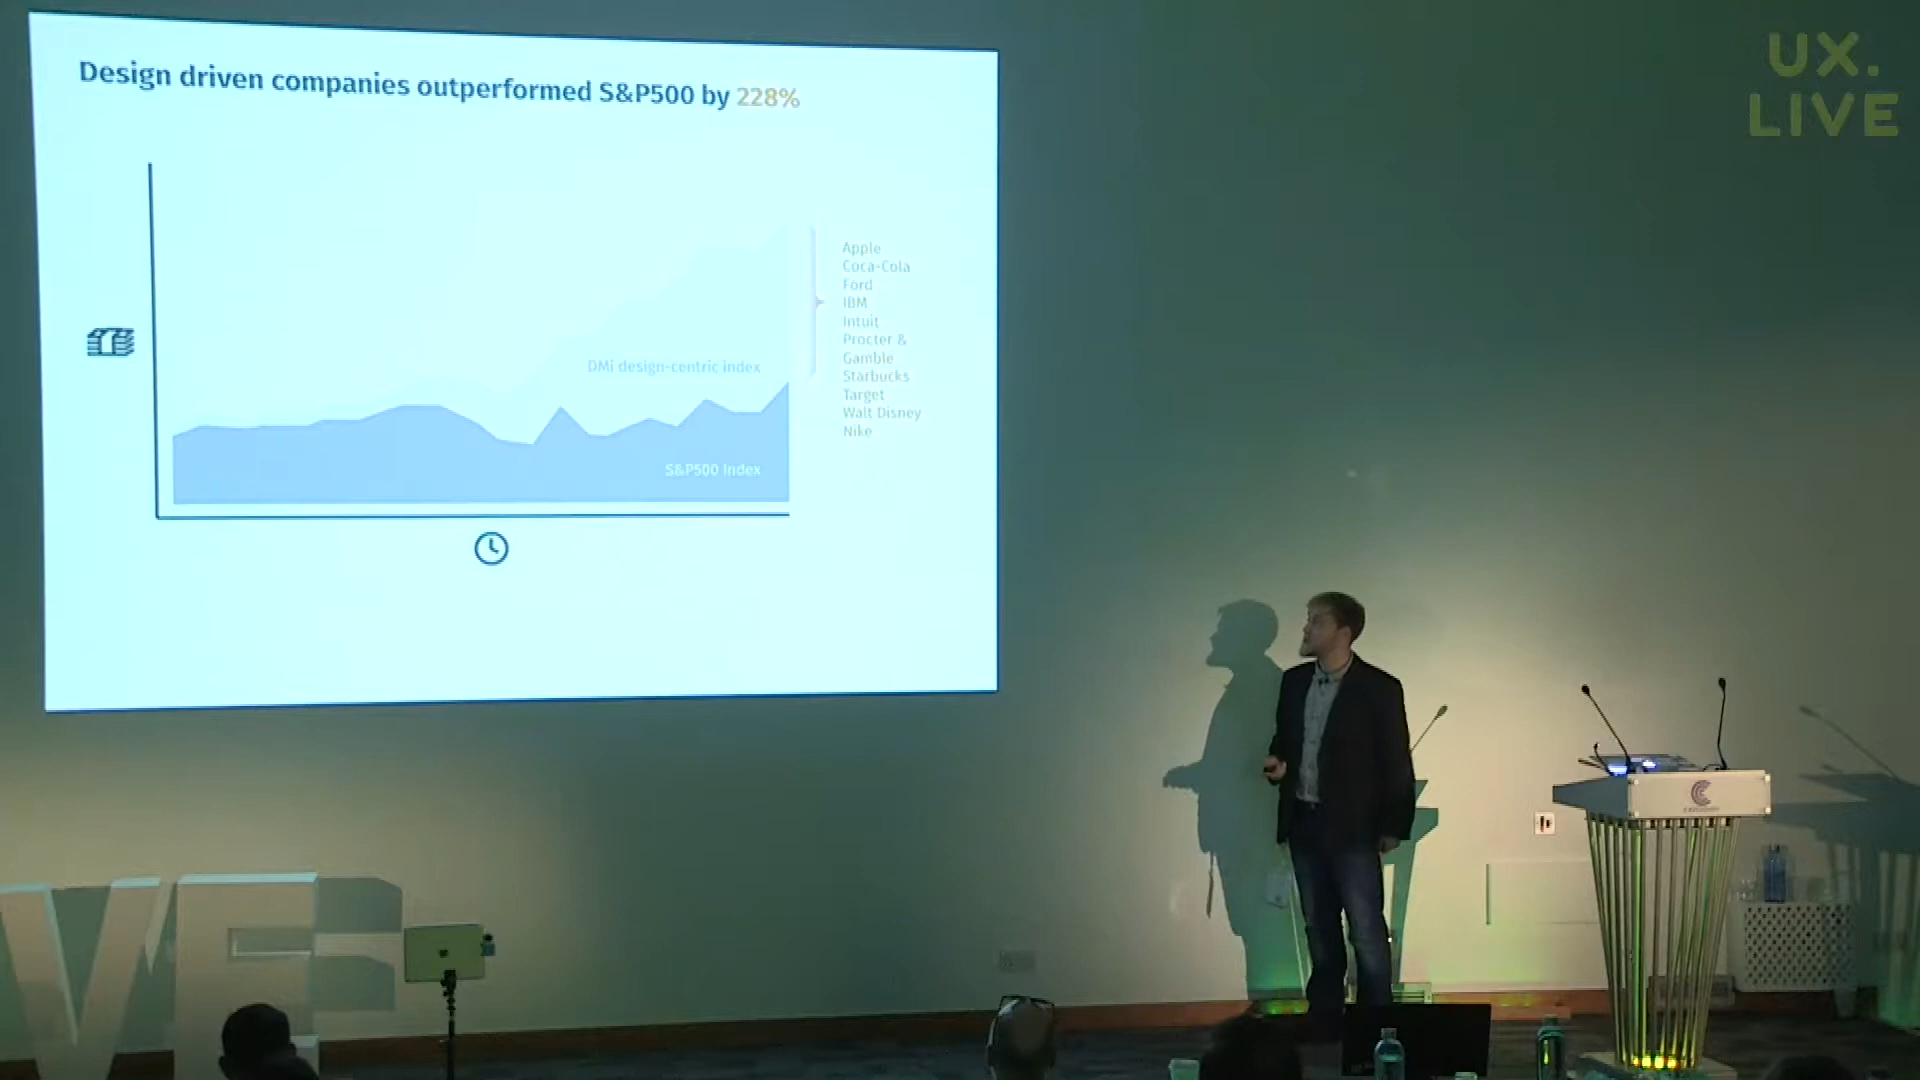 Design driven companies outperformed S&P500 by 228%
Apple
Coca-Cola
Ford
IBM
Intuit
Procter &
Gamble
Starbucks
Target
Walt Disney
Nike
DMi design-centric index
S&P500 Index
UX.
LIVE
VE